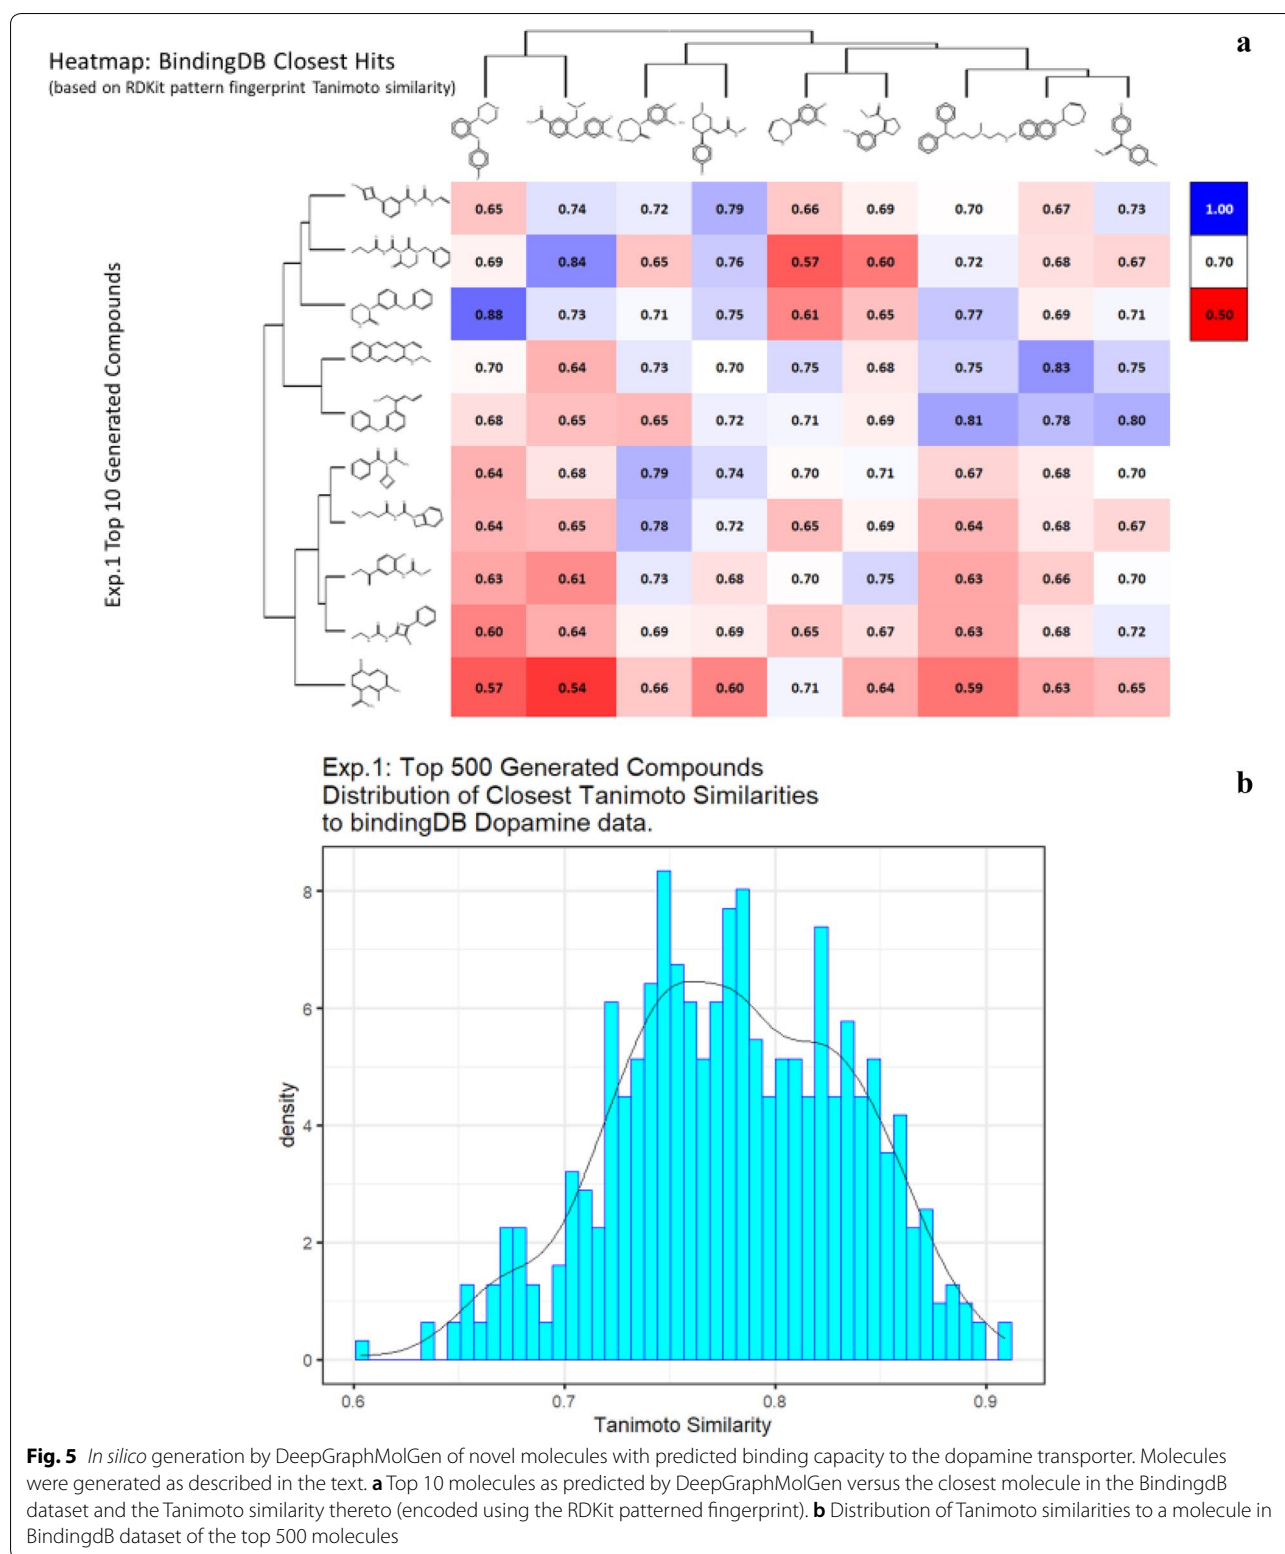 a
Heatmap: BindingDB Closest Hits
(based on RDKit pattern fingerprint Tanimoto similarity)
Exp.1 Top 10 Generated Compounds
0.65 0.74 0.72 0.79 0.66 0.69 0.70 0.67 0.73
0.69 0.84 0.65 0.76 0.57 0.60 0.72 0.68 0.67
0.88 0.73 0.71 0.75 0.61 0.65 0.77 0.69 0.71
0.70 0.64 0.73 0.70 0.75 0.68 0.75 0.83 0.75
0.68 0.65 0.65 0.72 0.71 0.69 0.81 0.78 0.80
0.64 0.68 0.79 0.74 0.70 0.71 0.67 0.68 0.70
0.64 0.65 0.78 0.72 0.65 0.69 0.64 0.68 0.67
0.63 0.61 0.73 0.68 0.70 0.75 0.63 0.66 0.70
0.60 0.64 0.69 0.69 0.65 0.67 0.63 0.68 0.72
0.57 0.54 0.66 0.60 0.71 0.64 0.59 0.63 0.65
1.00
0.70
0.50
b
Exp.1: Top 500 Generated Compounds
Distribution of Closest Tanimoto Similarities
to bindingDB Dopamine data.
density
8
6
4
2
0
0.6 0.7 0.8 0.9
Tanimoto Similarity
Fig. 5 In silico generation by DeepGraphMolGen of novel molecules with predicted binding capacity to the dopamine transporter. Molecules
were generated as described in the text. a Top 10 molecules as predicted by DeepGraphMolGen versus the closest molecule in the BindingdB
dataset and the Tanimoto similarity thereto (encoded using the RDKit patterned fingerprint). b Distribution of Tanimoto similarities to a molecule in
BindingdB dataset of the top 500 molecules